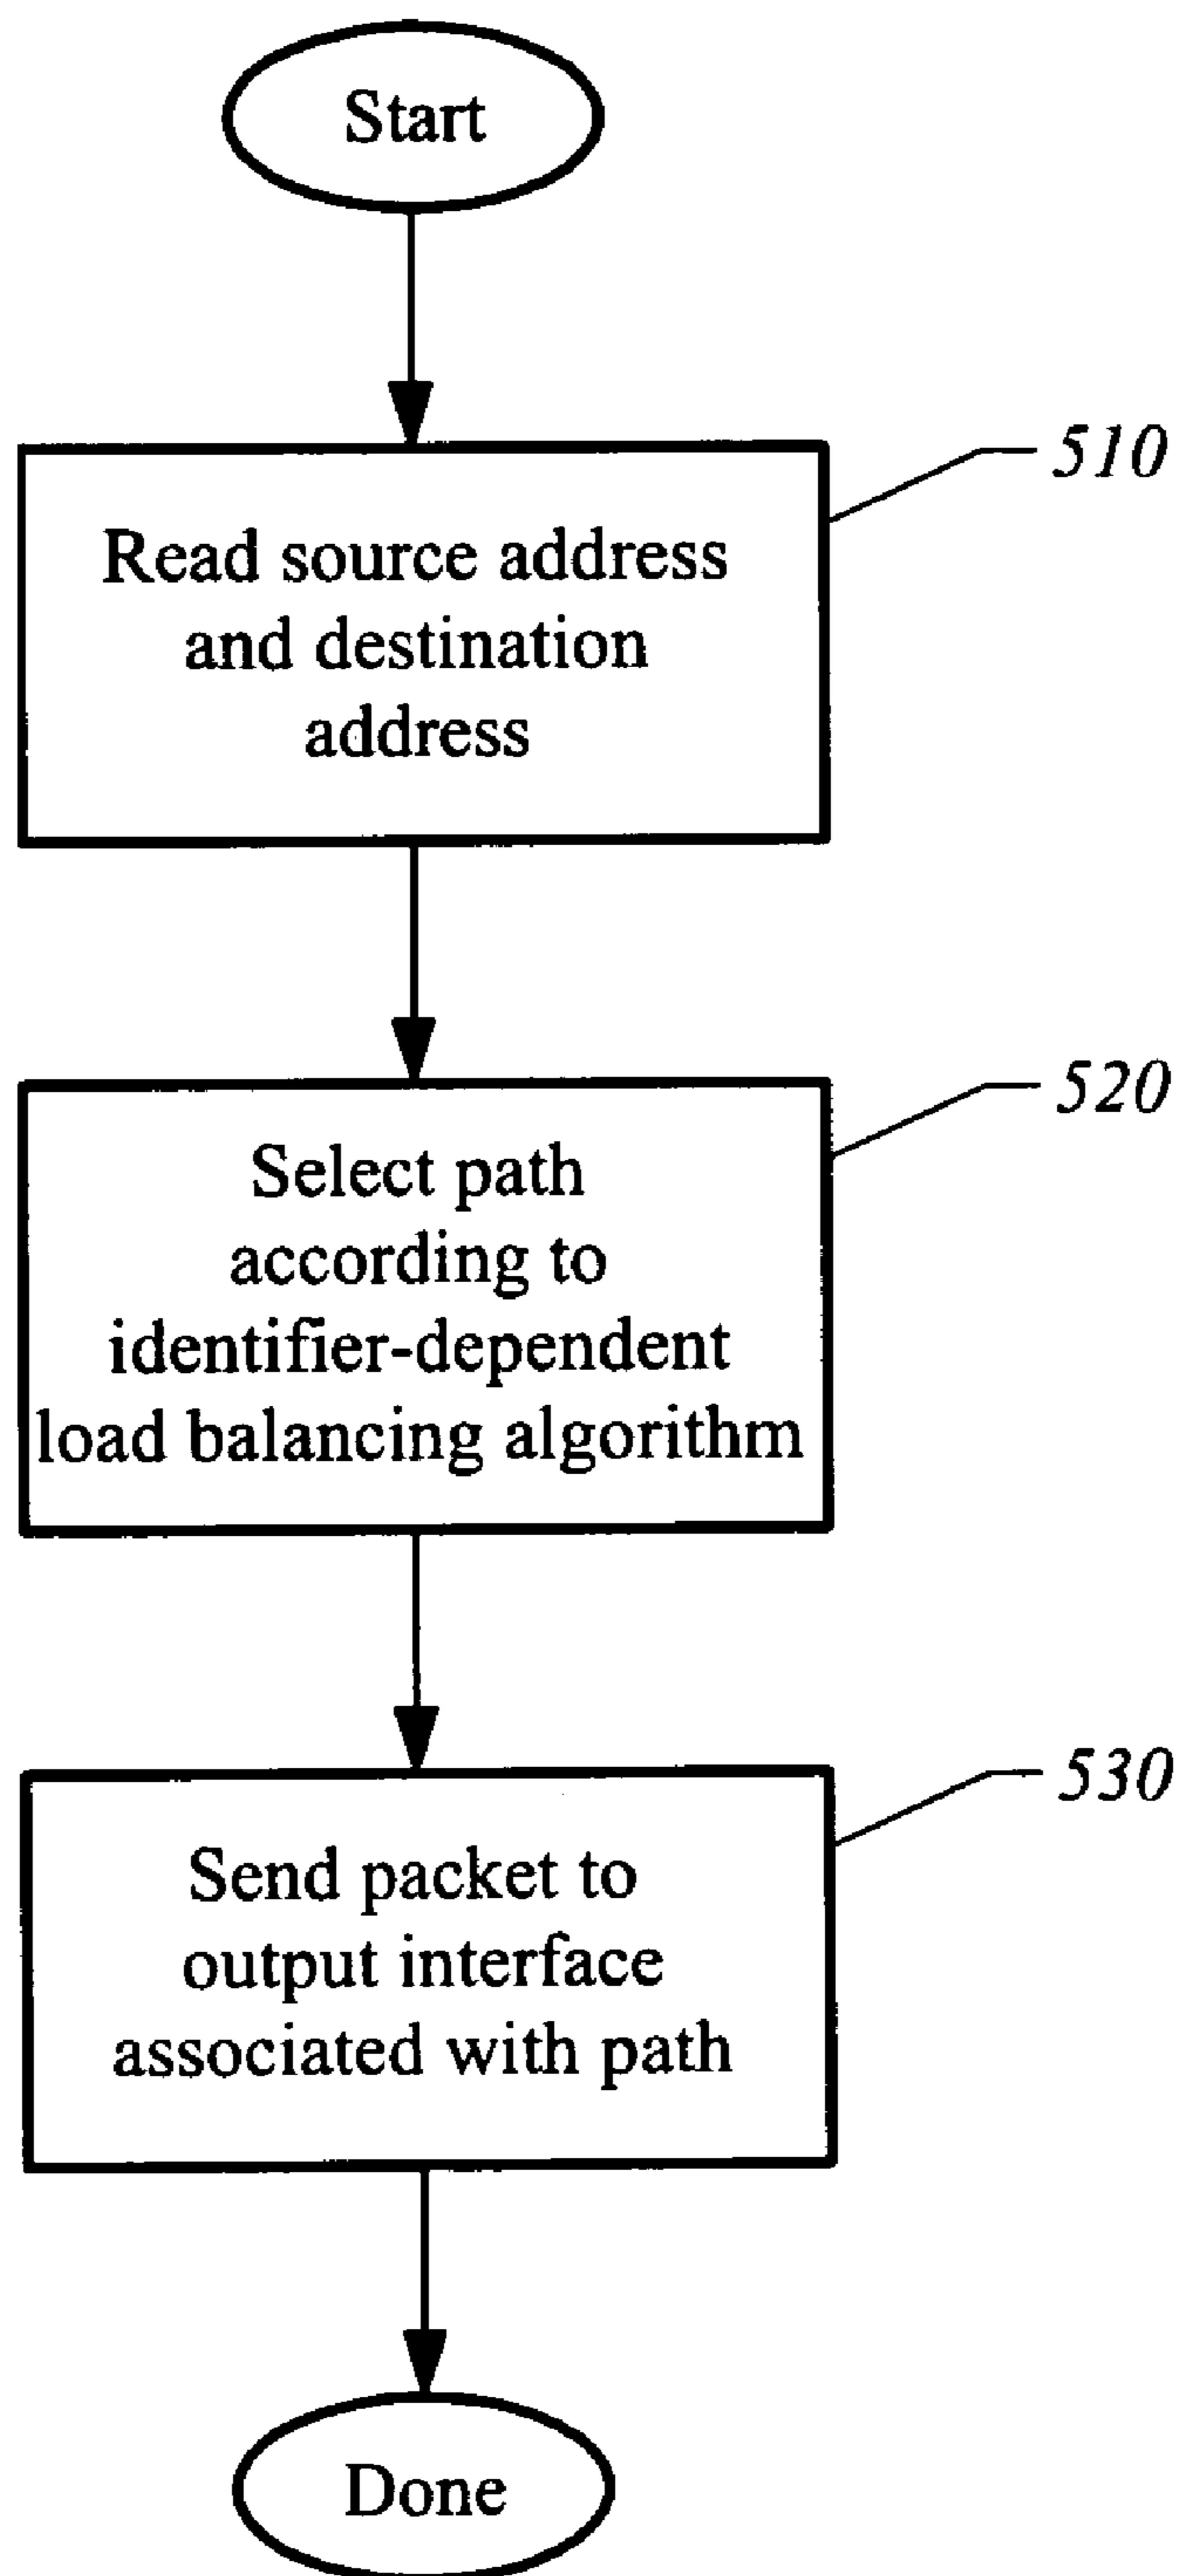 Start
510
Read source address
and destination
address
520
Select path
according to
identifier-dependent
load balancing algorithm
530
Send packet to
output interface
associated with path
Done